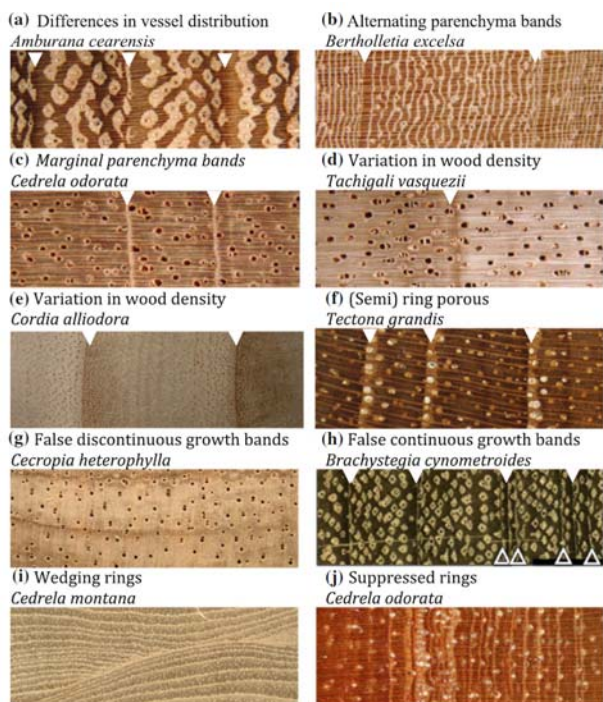 (a) Differences in vessel distribution
Amburana cearensis
(b) Alternating parenchyma bands
Bertholletia excelsa
(c) Marginal parenchyma bands
Cedrela odorata
(d) Variation in wood density
Tachigali vasquezii
(e) Variation in wood density
Cordia alliodora
(f) (Semi) ring porous
Tectona grandis
(g) False discontinuous growth bands
Cecropia heterophylla
(h) False continuous growth bands
Brachystegia cynometroides
(i) Wedging rings
Cedrela montana
(j) Suppressed rings
Cedrela odorata